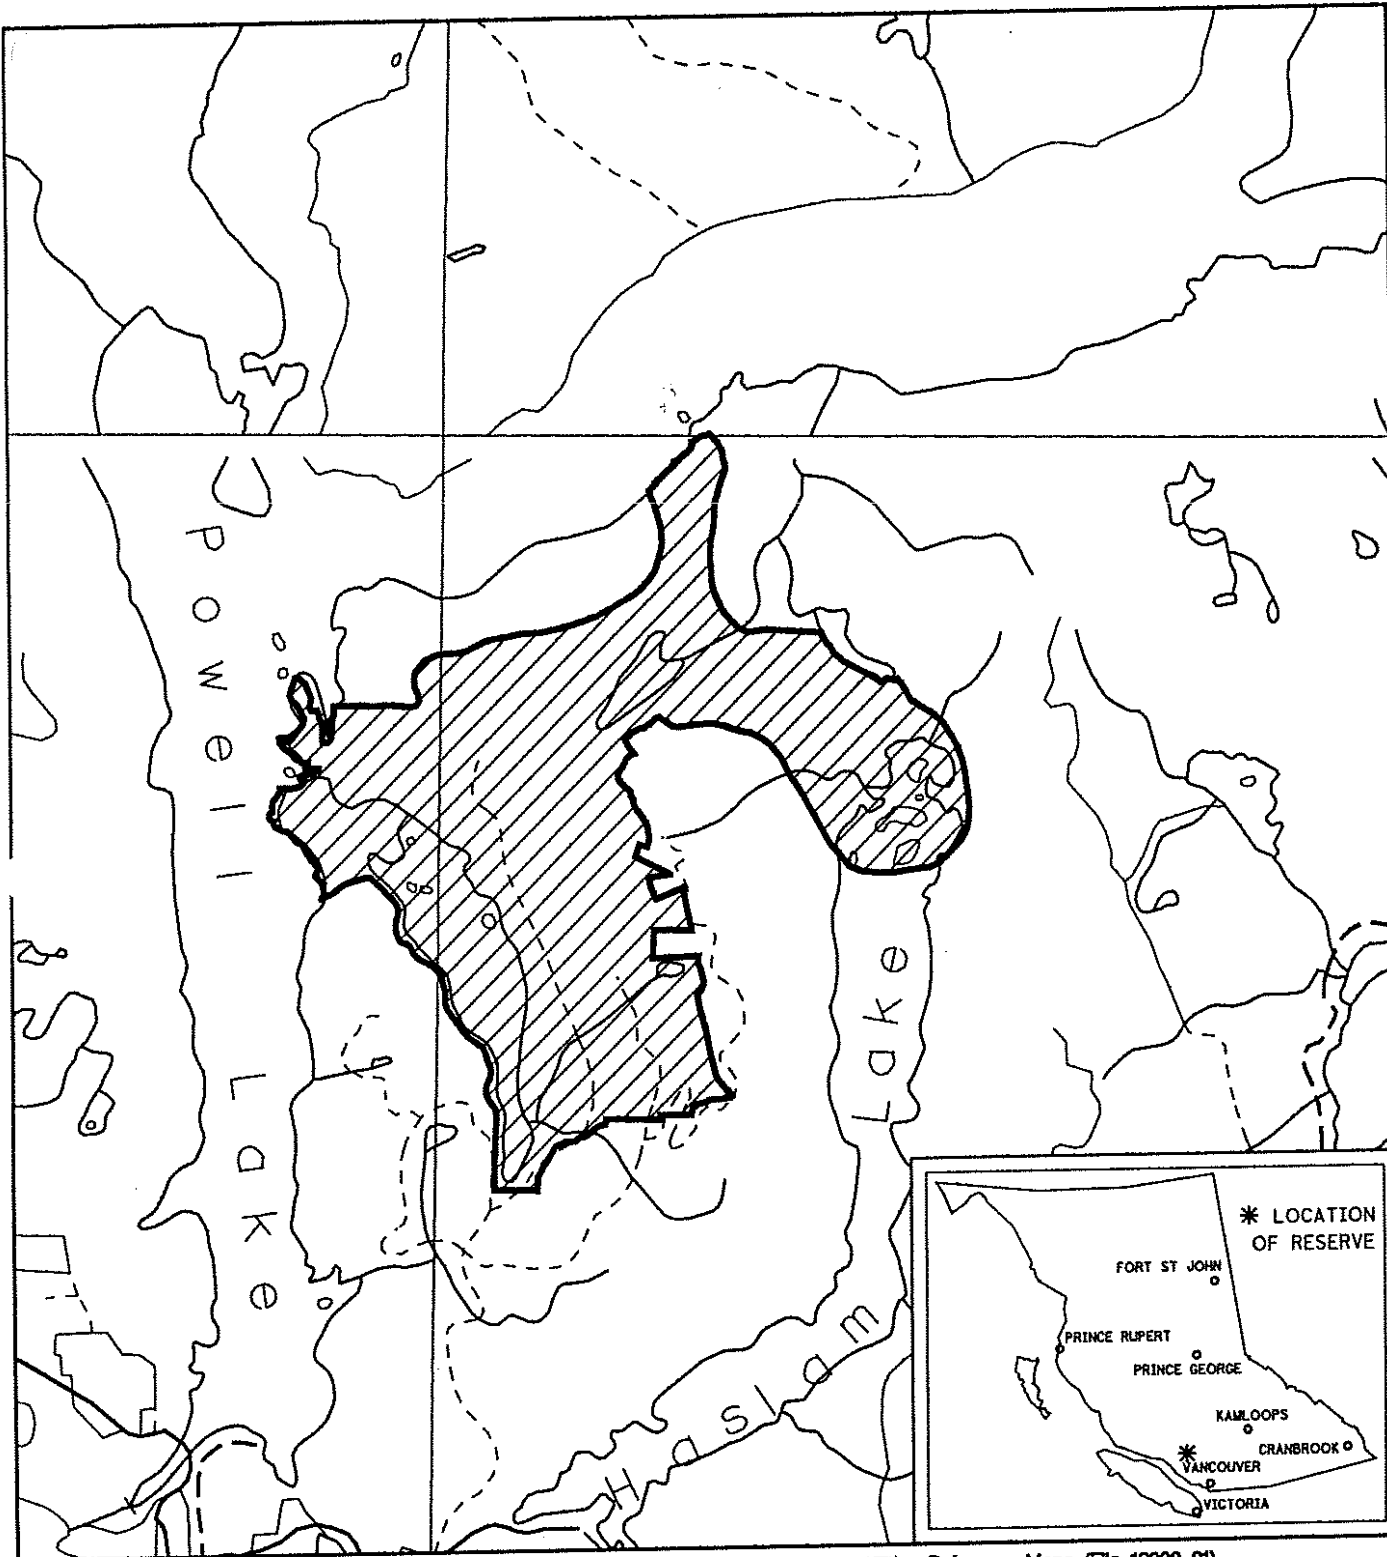 Powell
Lake
Haslam
Lake
✳ LOCATION
OF RESERVE
FORT ST JOHN
PRINCE RUPERT
PRINCE GEORGE
KAMLOOPS
CRANBROOK
VANCOUVER
VICTORIA